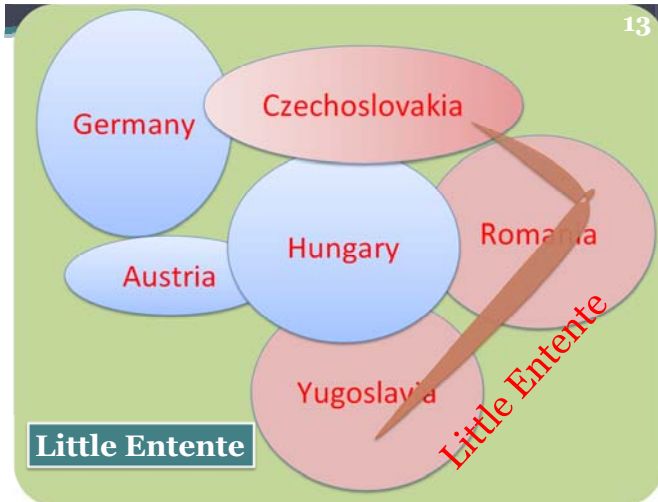 13
Czechoslovakia
Germany
Romania
Hungary
Austria
Yugoslavia
Little Entente
Little Entente